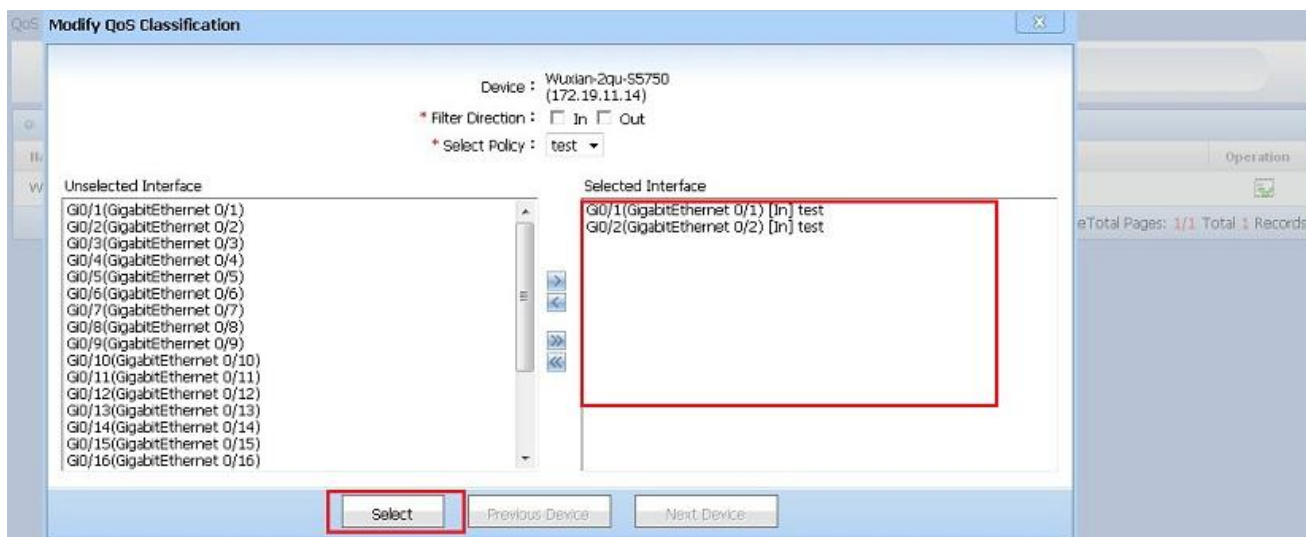 QoS
Modify QoS Classification
Device : Wuxian-2qu-S5750
(172.19.11.14)
* Filter Direction : In Out
* Select Policy : test
Operation
Unselected Interface
Gi0/1(GigabitEthernet 0/1)
Gi0/2(GigabitEthernet 0/2)
Gi0/3(GigabitEthernet 0/3)
Gi0/4(GigabitEthernet 0/4)
Gi0/5(GigabitEthernet 0/5)
Gi0/6(GigabitEthernet 0/6)
Gi0/7(GigabitEthernet 0/7)
Gi0/8(GigabitEthernet 0/8)
Gi0/9(GigabitEthernet 0/9)
Gi0/10(GigabitEthernet 0/10)
Gi0/11(GigabitEthernet 0/11)
Gi0/12(GigabitEthernet 0/12)
Gi0/13(GigabitEthernet 0/13)
Gi0/14(GigabitEthernet 0/14)
Gi0/15(GigabitEthernet 0/15)
Gi0/16(GigabitEthernet 0/16)
Selected Interface
Gi0/1(GigabitEthernet 0/1) [In] test
Gi0/2(GigabitEthernet 0/2) [In] test
eTotal Pages: 1/1 Total 1 Records
Select
Previous Device
Next Device